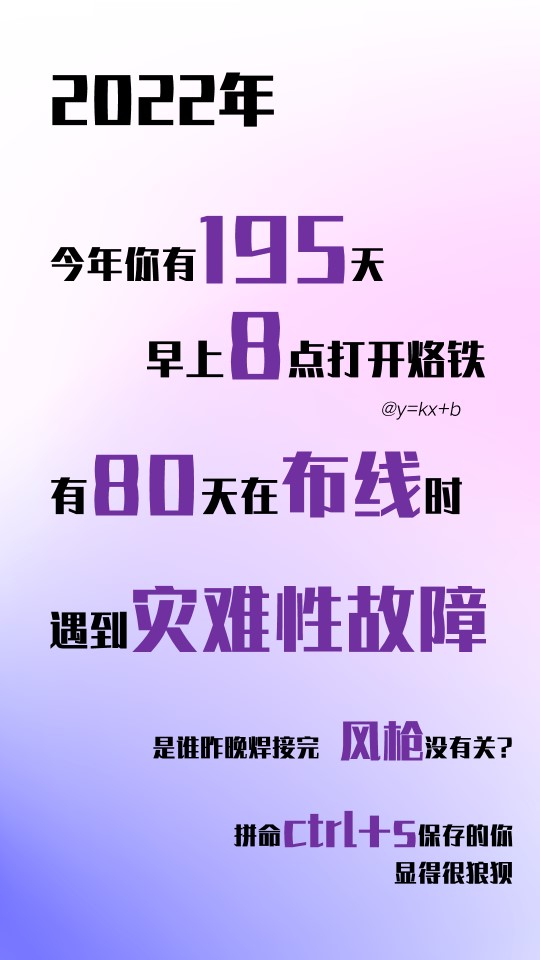 2022年
今年你有195天
早上8点打开烙铁
@y=kx+b
有80天在布线时
遇到灾难性故障
是谁昨晚焊接完 风枪没有关?
拼命ctrl+s保存的你
显得很狼狈